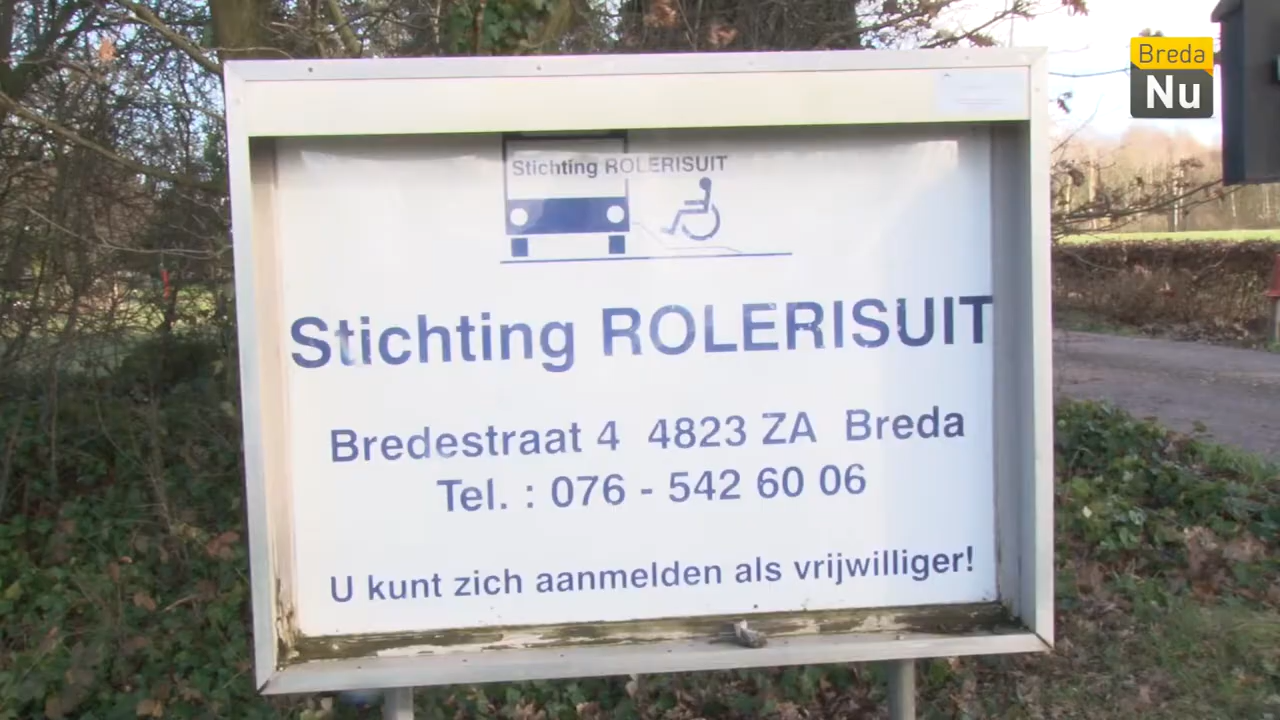 Breda
Nu
Stichting ROLERISUIT
Stichting ROLERISUIT
Bredestraat 4 4823 ZA Breda
Tel. : 076 - 542 60 06
U kunt zich aanmelden als vrijwilliger!